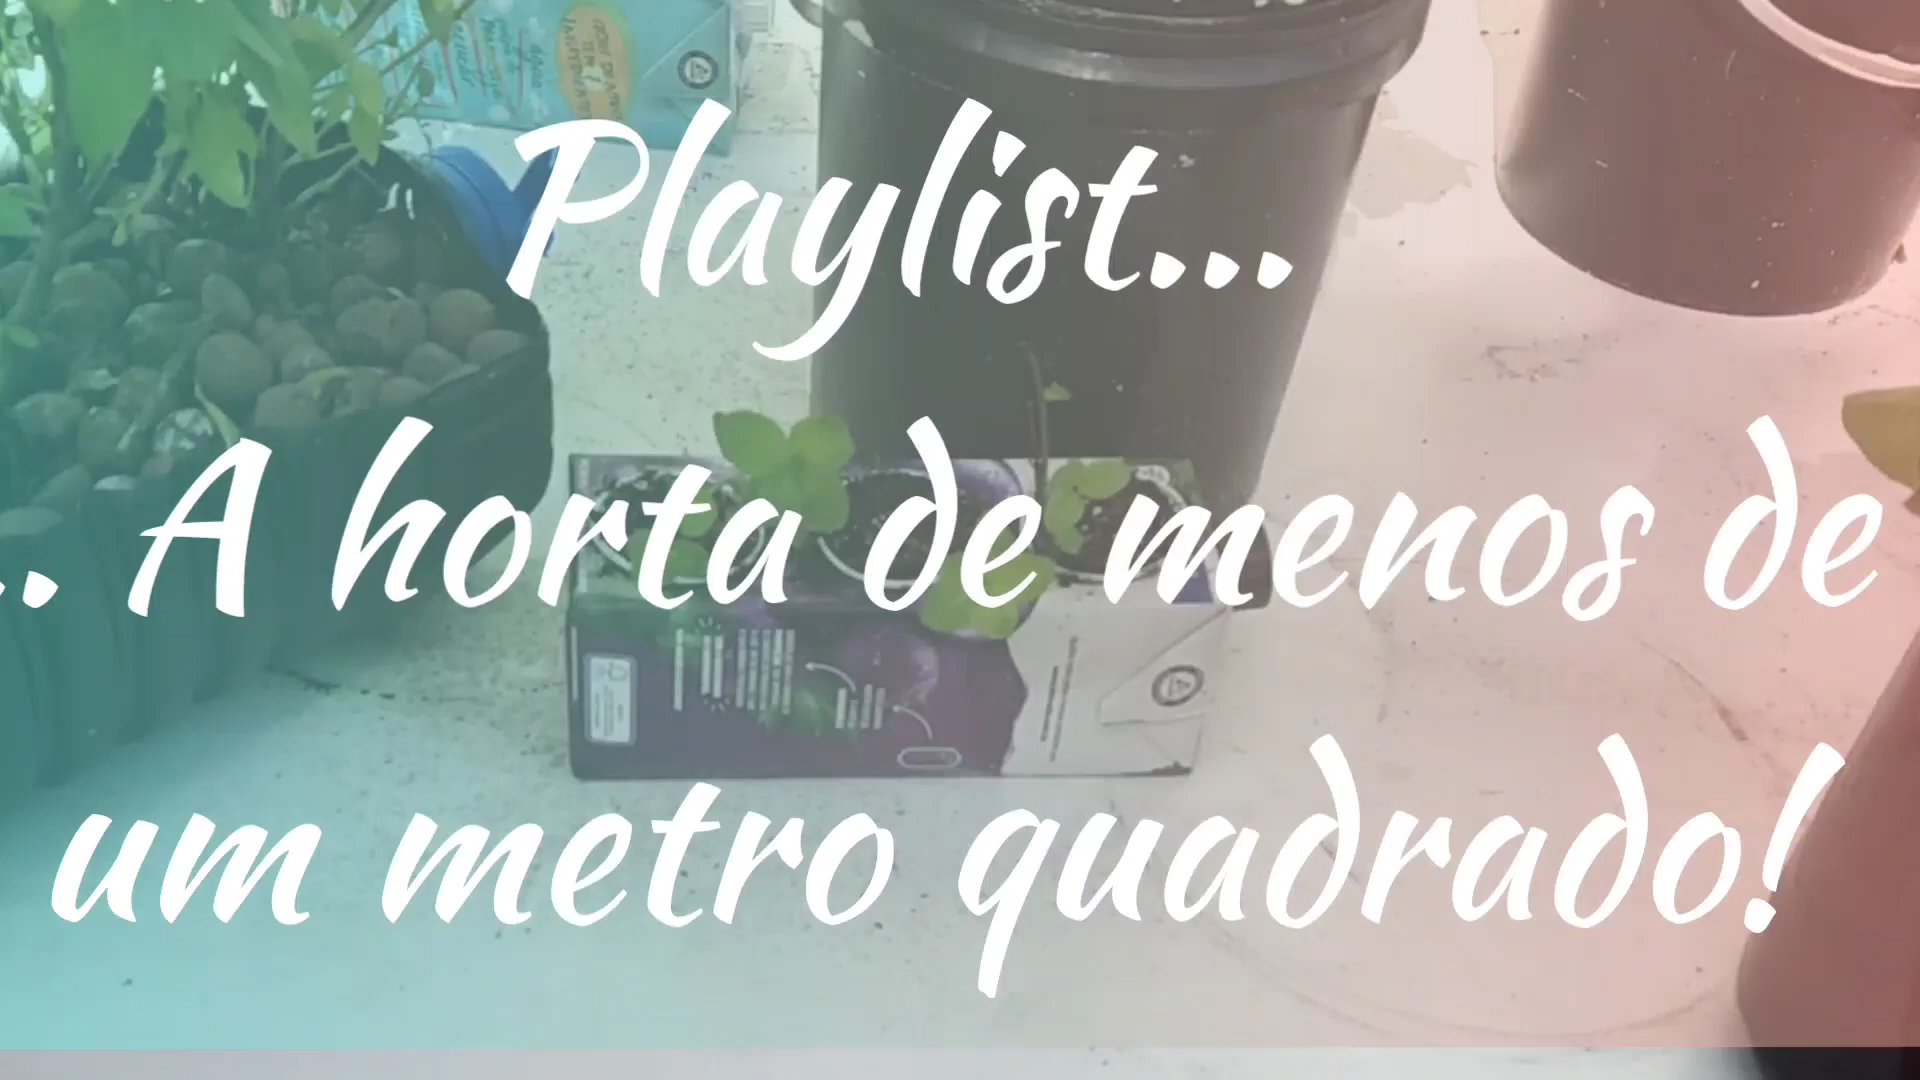 Playlist...
... A horta de menos de
um metro quadrado!